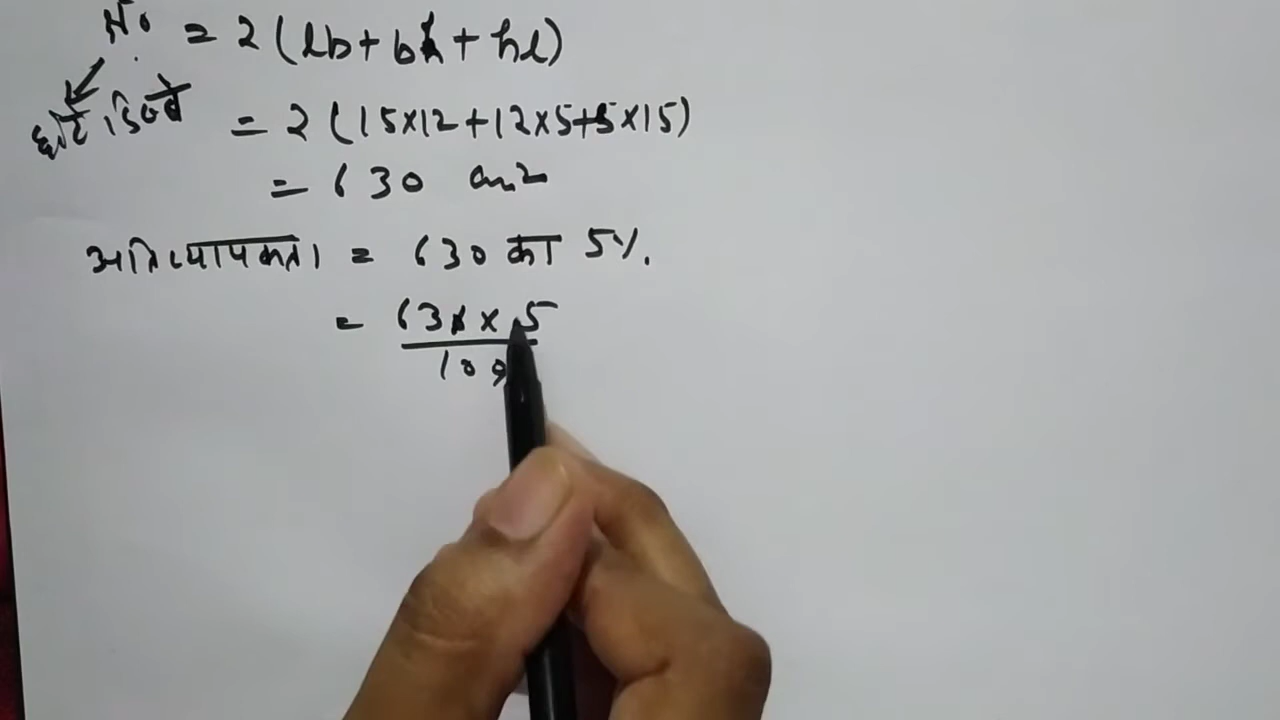 No = 2 (lb + bh + hl)
छोटे डिब्बे = 2 (15×12+12×5+5×15)
= 630 cm2
अतिव्यापकता = 630 का 5%.
= 630 × 5
100